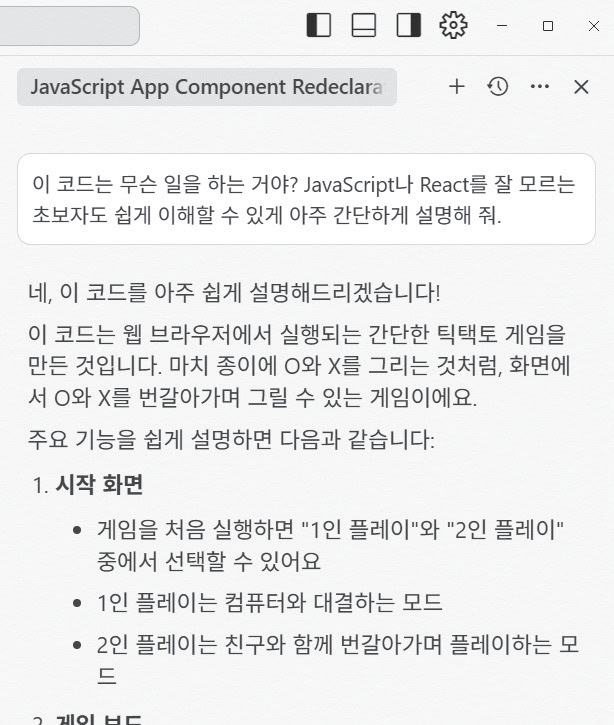 JavaScript App Component Redeclara
이 코드는 무슨 일을 하는 거야? JavaScript나 React를 잘 모르는
초보자도 쉽게 이해할 수 있게 아주 간단하게 설명해 줘.
네, 이 코드를 아주 쉽게 설명해드리겠습니다!
이 코드는 웹 브라우저에서 실행되는 간단한 틱택토 게임을
만든 것입니다. 마치 종이에 O와 X를 그리는 것처럼, 화면에
서 O와 X를 번갈아가며 그릴 수 있는 게임이에요.
주요 기능을 쉽게 설명하면 다음과 같습니다:
1. 시작 화면
• 게임을 처음 실행하면 "1인 플레이"와 "2인 플레이"
중에서 선택할 수 있어요
• 1인 플레이는 컴퓨터와 대결하는 모드
• 2인 플레이는 친구와 함께 번갈아가며 플레이하는 모
드
2. 게임 보드